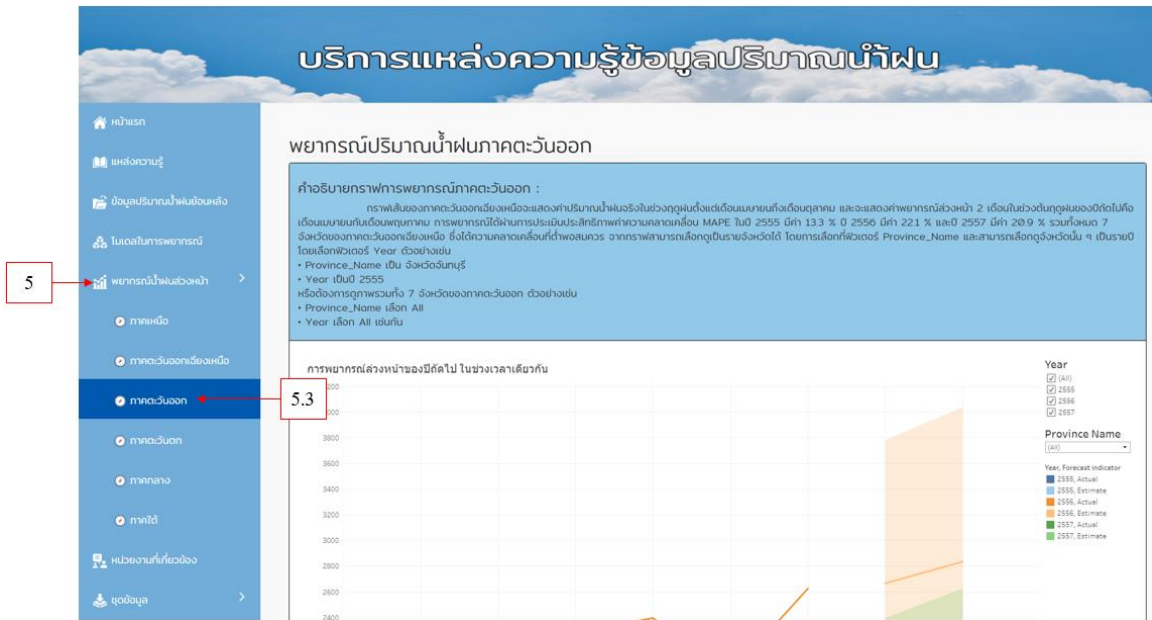 บริการแหล่งความรู้ข้อมูลปริมาณน้ำฝน
หน้าแรก
แหล่งความรู้
ข้อมูลปริมาณน้ำฝนย้อนหลัง
โมเดลในการพยากรณ์
5
พยากรณ์น้ำฝนล่วงหน้า
ภาคเหนือ
ภาคตะวันออกเฉียงเหนือ
ภาคตะวันออก
5.3
ภาคตะวันตก
ภาคกลาง
ภาคใต้
หน่วยงานที่เกี่ยวข้อง
ชุดข้อมูล
พยากรณ์ปริมาณน้ำฝนภาคตะวันออก
คำอธิบายกราฟการพยากรณ์ภาคตะวันออก :
กราฟเส้นของภาคตะวันออกเฉียงเหนือจะแสดงค่าปริมาณน้ำฝนจริงในช่วงฤดูฝนตั้งแต่เดือนเมษายนถึงเดือนตุลาคม และจะแสดงค่าพยากรณ์ล่วงหน้า 2 เดือนในช่วงต้นฤดูฝนของปีถัดไปคือ
เดือนเมษายนกับเดือนพฤษภาคม การพยากรณ์ได้ผ่านการประเมินประสิทธิภาพค่าความคลาดเคลื่อน MAPE ในปี 2555 มีค่า 13.3 % ปี 2556 มีค่า 22.1 % และปี 2557 มีค่า 20.9 % รวมทั้งหมด 7
จังหวัดของภาคตะวันออกเฉียงเหนือ ซึ่งได้ความคลาดเคลื่อนที่ต่ำพอสมควร จากกราฟสามารถเลือกดูเป็นรายจังหวัดได้ โดยการเลือกที่ฟิวเตอร์ Province_Name และสามารถเลือกดูจังหวัดนั้น ๆ เป็นรายปี
โดยเลือกฟิวเตอร์ Year ตัวอย่างเช่น
• Province_Name เป็น จังหวัดจันทบุรี
• Year เป็นปี 2555
หรือต้องการดูภาพรวมทั้ง 7 จังหวัดของภาคตะวันออก ตัวอย่างเช่น
• Province_Name เลือก All
• Year เลือก All เช่นกัน
การพยากรณ์ล่วงหน้าของปีถัดไป ในช่วงเวลาเดียวกัน
3800
3600
3400
3200
3000
2800
2600
2400
Year
(All)
2555
2556
2557
Province Name
(All)
Year, Forecast indicator
2555, Actual
2555, Estimate
2556, Actual
2556, Estimate
2557, Actual
2557, Estimate